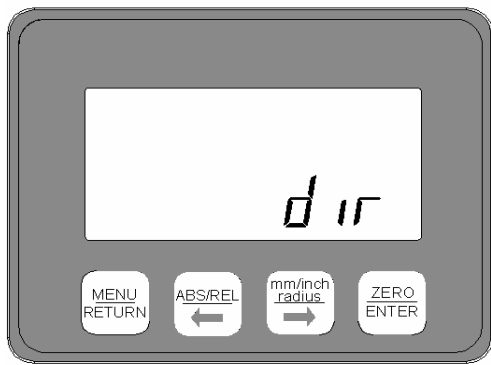 dir
MENU
RETURN
ABS/REL
mm/inch
radius
ZERO
ENTER